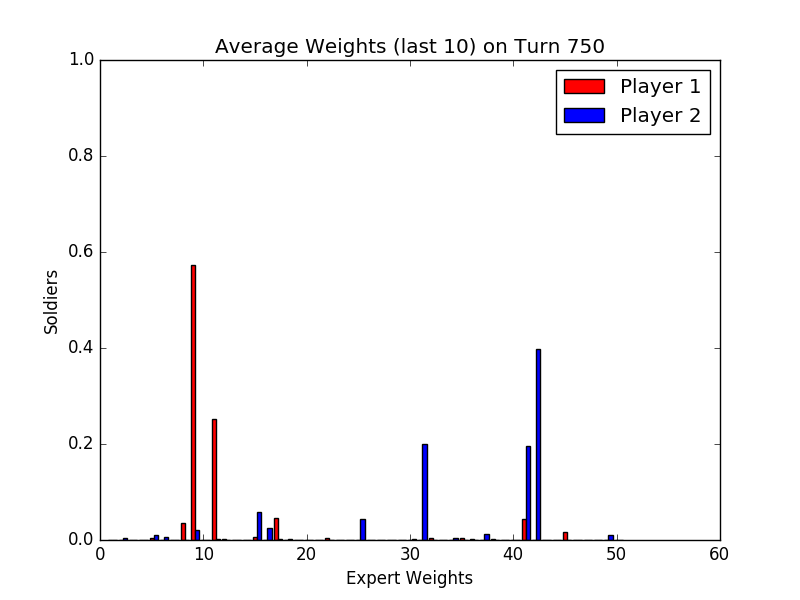 Average Weights (last 10) on Turn 750
1.0
Player 1
Player 2
0.8
0.6
Soldiers
0.4
0.2
0.0
0 10 20 30 40 50 60
Expert Weights